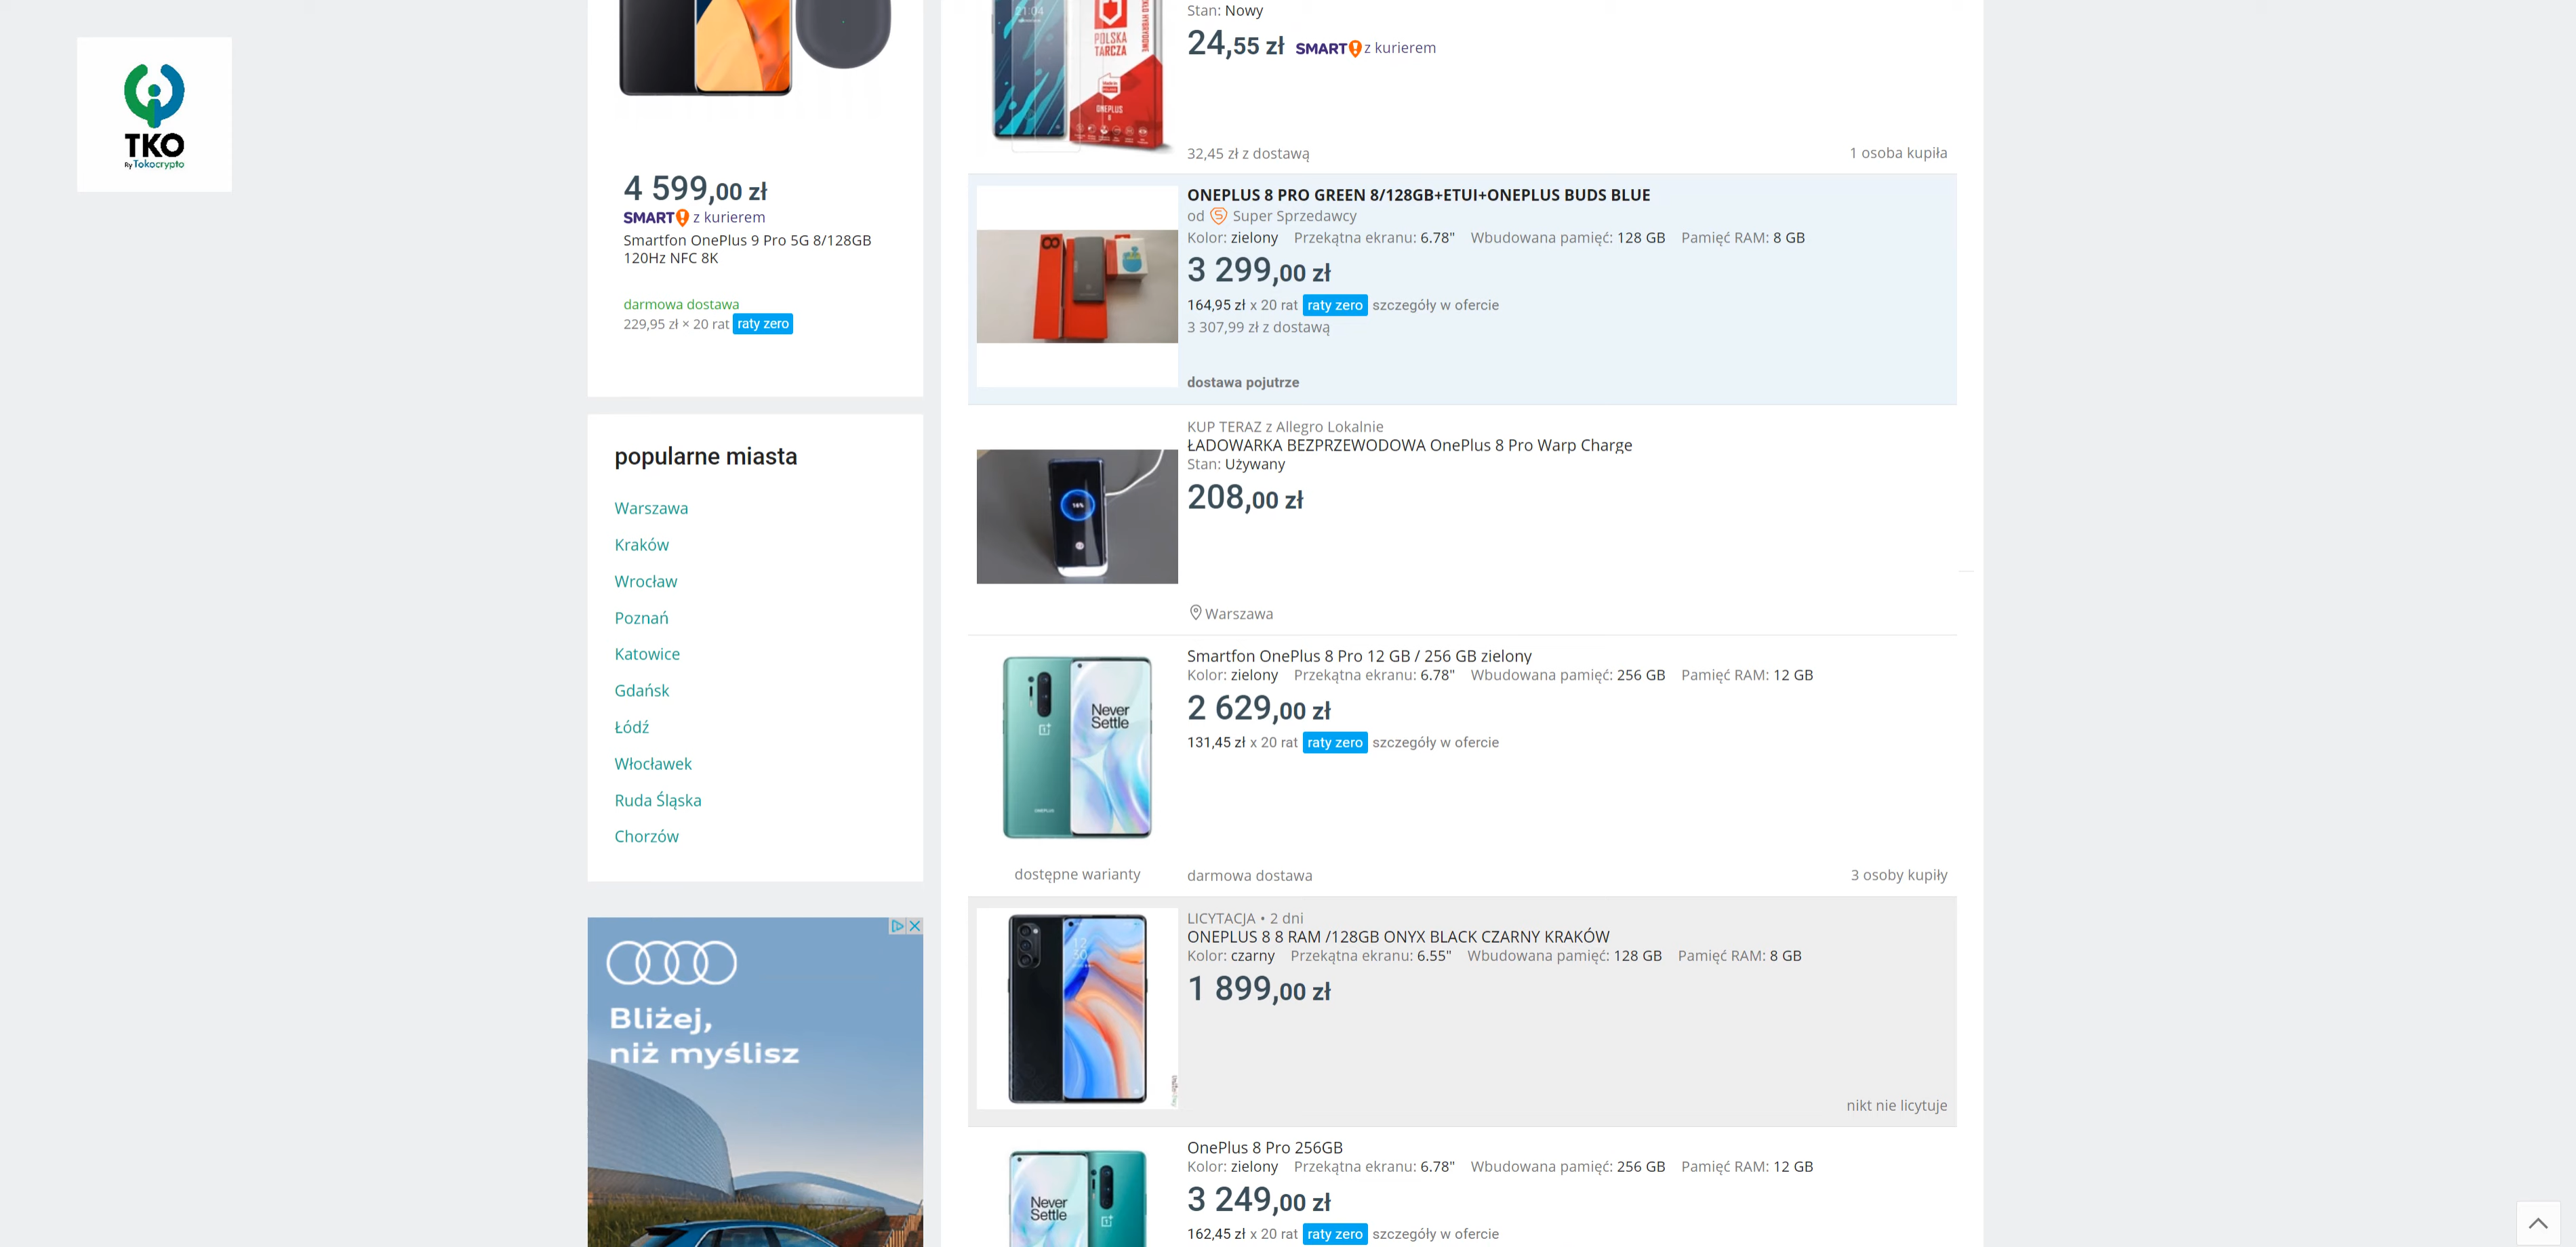 TKO
By Tokocrypto
4 599,00 zł
SMART! z kurierem
Smartfon OnePlus 9 Pro 5G 8/128GB
120Hz NFC 8K
darmowa dostawa
229,95 zł × 20 rat raty zero
popularne miasta
Warszawa
Kraków
Wrocław
Poznań
Katowice
Gdańsk
Łódź
Włocławek
Ruda Śląska
Chorzów
Bliżej,
niż myślisz
21:04
POLSKA
TARCZA
ONEPLUS
8
Stan: Nowy
24,55 zł SMART! z kurierem
32,45 zł z dostawą
1 osoba kupiła
ONEPLUS 8 PRO GREEN 8/128GB+ETUI+ONEPLUS BUDS BLUE
od Super Sprzedawcy
Kolor: zielony Przekątna ekranu: 6.78" Wbudowana pamięć: 128 GB Pamięć RAM: 8 GB
3 299,00 zł
164,95 zł x 20 rat raty zero szczegóły w ofercie
3 307,99 zł z dostawą
dostawa pojutrze
KUP TERAZ z Allegro Lokalnie
ŁADOWARKA BEZPRZEWODOWA OnePlus 8 Pro Warp Charge
Stan: Używany
208,00 zł
Warszawa
Smartfon OnePlus 8 Pro 12 GB / 256 GB zielony
Kolor: zielony Przekątna ekranu: 6.78" Wbudowana pamięć: 256 GB Pamięć RAM: 12 GB
2 629,00 zł
131,45 zł x 20 rat raty zero szczegóły w ofercie
Never
Settle
ONEPLUS
dostępne warianty
darmowa dostawa
3 osoby kupiły
LICYTACJA • 2 dni
ONEPLUS 8 8 RAM /128GB ONYX BLACK CZARNY KRAKÓW
Kolor: czarny Przekątna ekranu: 6.55" Wbudowana pamięć: 128 GB Pamięć RAM: 8 GB
1 899,00 zł
12
30
nikt nie licytuje
OnePlus 8 Pro 256GB
Kolor: zielony Przekątna ekranu: 6.78" Wbudowana pamięć: 256 GB Pamięć RAM: 12 GB
3 249,00 zł
162,45 zł x 20 rat raty zero szczegóły w ofercie
Never
Settle